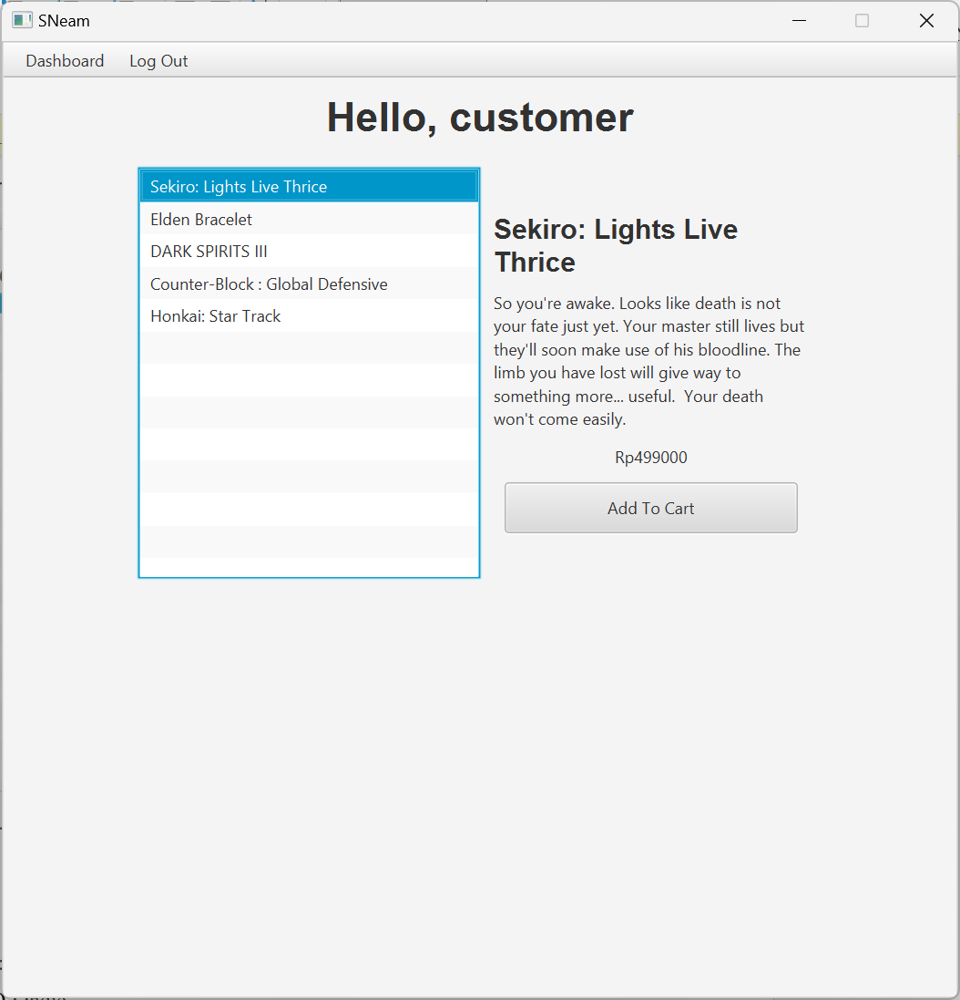 SNeam
Dashboard Log Out
Hello, customer
Sekiro: Lights Live Thrice
Elden Bracelet
DARK SPIRITS III
Counter-Block : Global Defensive
Honkai: Star Track
Sekiro: Lights Live
Thrice
So you're awake. Looks like death is not
your fate just yet. Your master still lives but
they'll soon make use of his bloodline. The
limb you have lost will give way to
something more... useful.  Your death
won't come easily.
Rp499000
Add To Cart